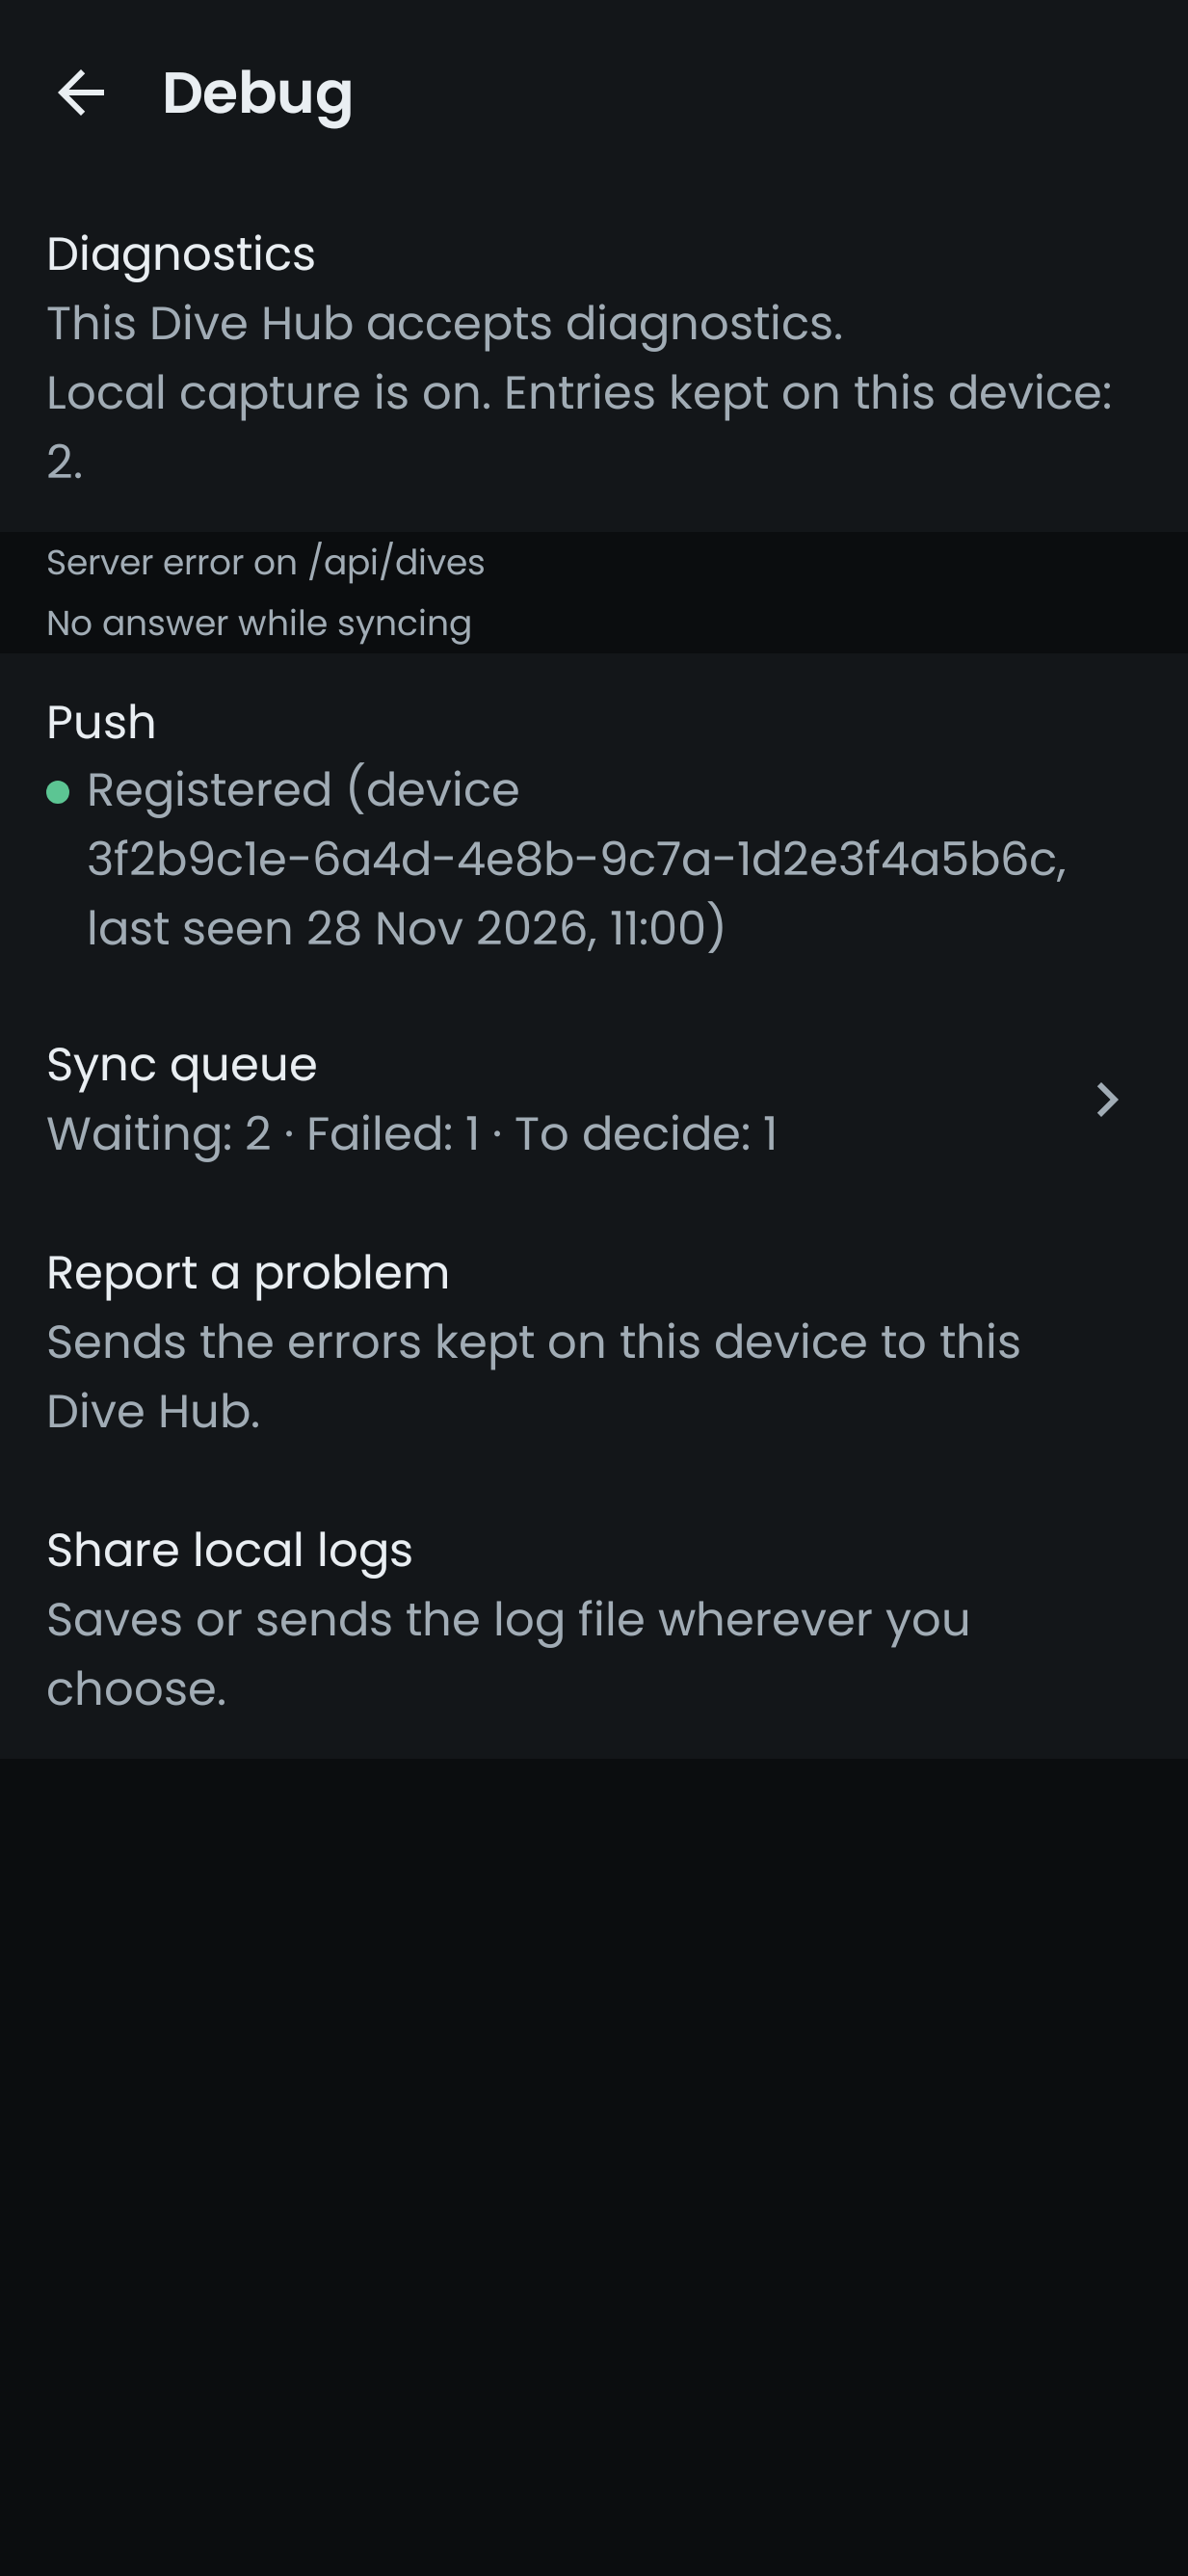 Debug
Diagnostics
This Dive Hub accepts diagnostics.
Local capture is on. Entries kept on this device:
2.
Server error on /api/dives
No answer while syncing
Push
Registered (device
3f2b9c1e-6a4d-4e8b-9c7a-1d2e3f4a5b6c,
last seen 28 Nov 2026, 11:00)
Sync queue
Waiting: 2 · Failed: 1 · To decide: 1
Report a problem
Sends the errors kept on this device to this
Dive Hub.
Share local logs
Saves or sends the log file wherever you
choose.